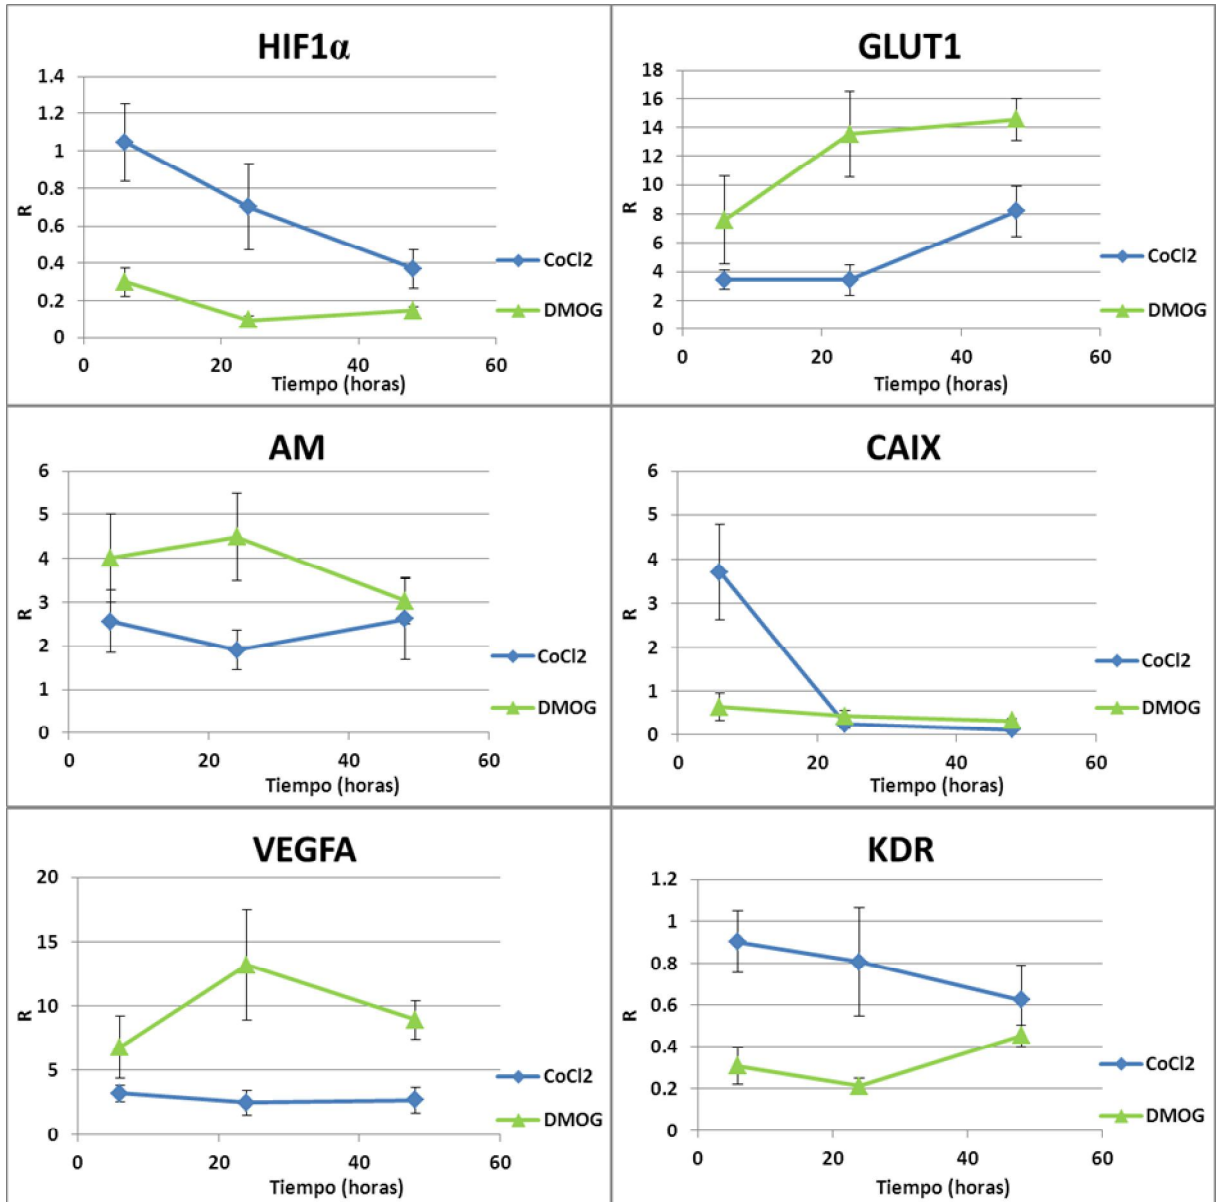 HIF1α
1.4
1.2
1
0.8
0.6
0.4
0.2
0
R
0 20 40 60
Tiempo (horas)
CoCl2
DMOG
GLUT1
18
16
14
12
10
8
6
4
2
0
R
0 20 40 60
Tiempo (horas)
CoCl2
DMOG
AM
6
5
4
3
2
1
0
R
0 20 40 60
Tiempo (horas)
CoCl2
DMOG
CAIX
6
5
4
3
2
1
0
R
0 20 40 60
Tiempo (horas)
CoCl2
DMOG
VEGFA
20
15
10
5
0
R
0 20 40 60
Tiempo (horas)
CoCl2
DMOG
KDR
1.2
1
0.8
0.6
0.4
0.2
0
R
0 20 40 60
Tiempo (horas)
CoCl2
DMOG